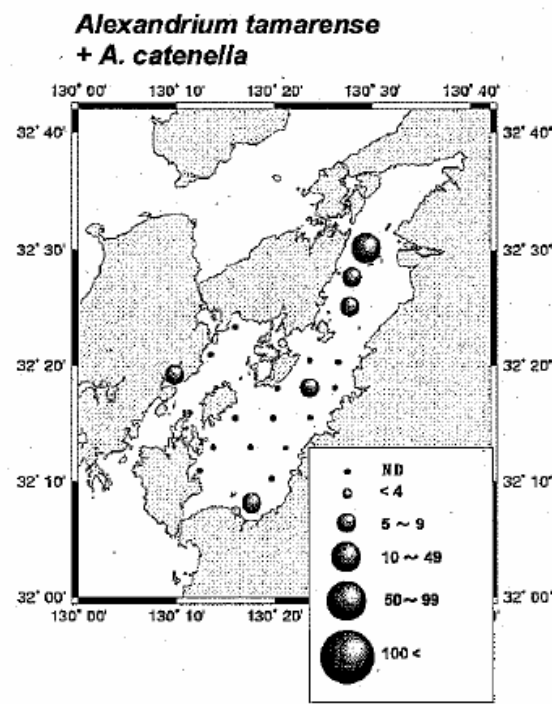 Alexandrium tamarense
+ A. catenella
130° 00' 130° 10' 130° 20' 130° 30' 130° 40'
32° 40' 32° 40'
32° 30' 32° 30'
32° 20' 32° 20'
32° 10' 32° 10'
ND
< 4
5 ~ 9
10 ~ 49
50 ~ 99
100 <
32° 00' 32° 00'
130° 00' 130° 10' 130° 20' 0'